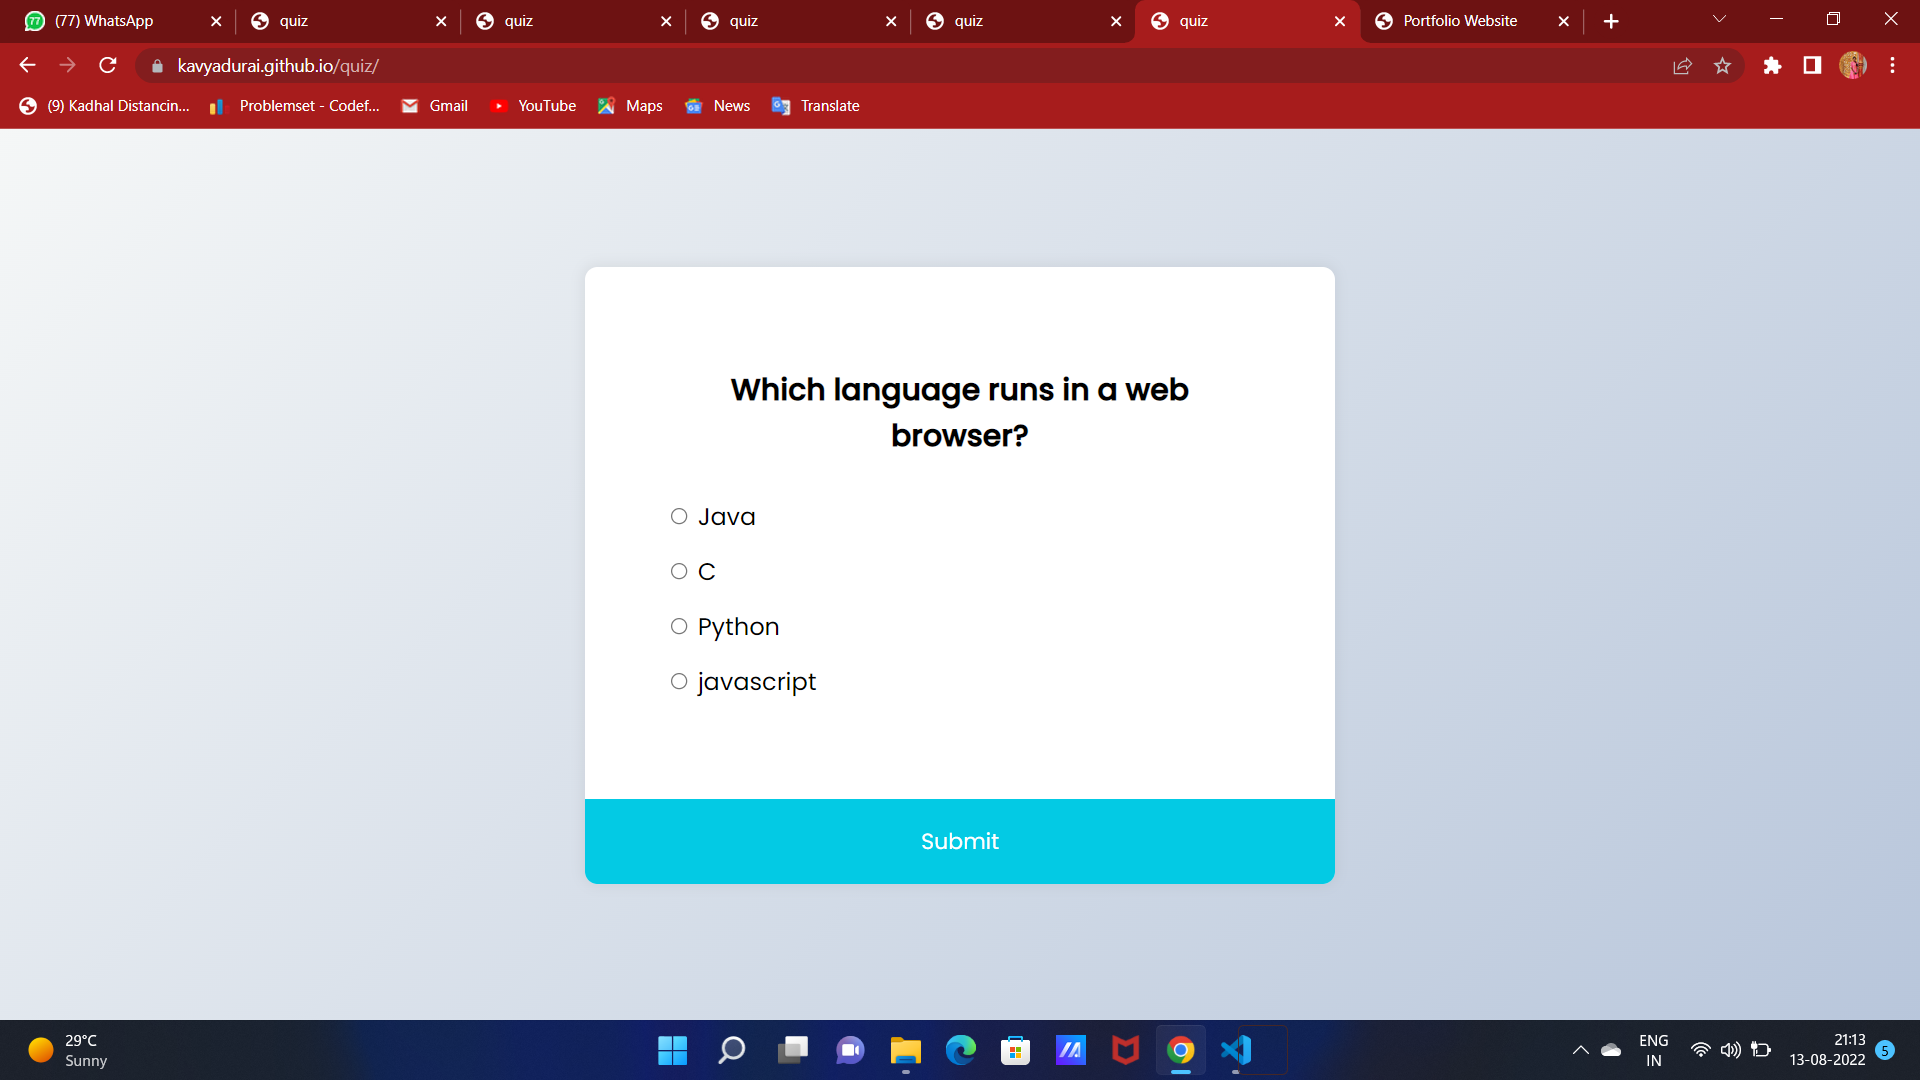 77 (77) WhatsApp
quiz
quiz
quiz
quiz
quiz
Portfolio Website
kavyadurai.github.io/quiz/
(9) Kadhal Distancin...
Problemset - Codef...
Gmail
YouTube
Maps
News
Translate
Which language runs in a web
browser?
Java
C
Python
javascript
Submit
29°C
Sunny
ENG
IN
21:13
13-08-2022
5